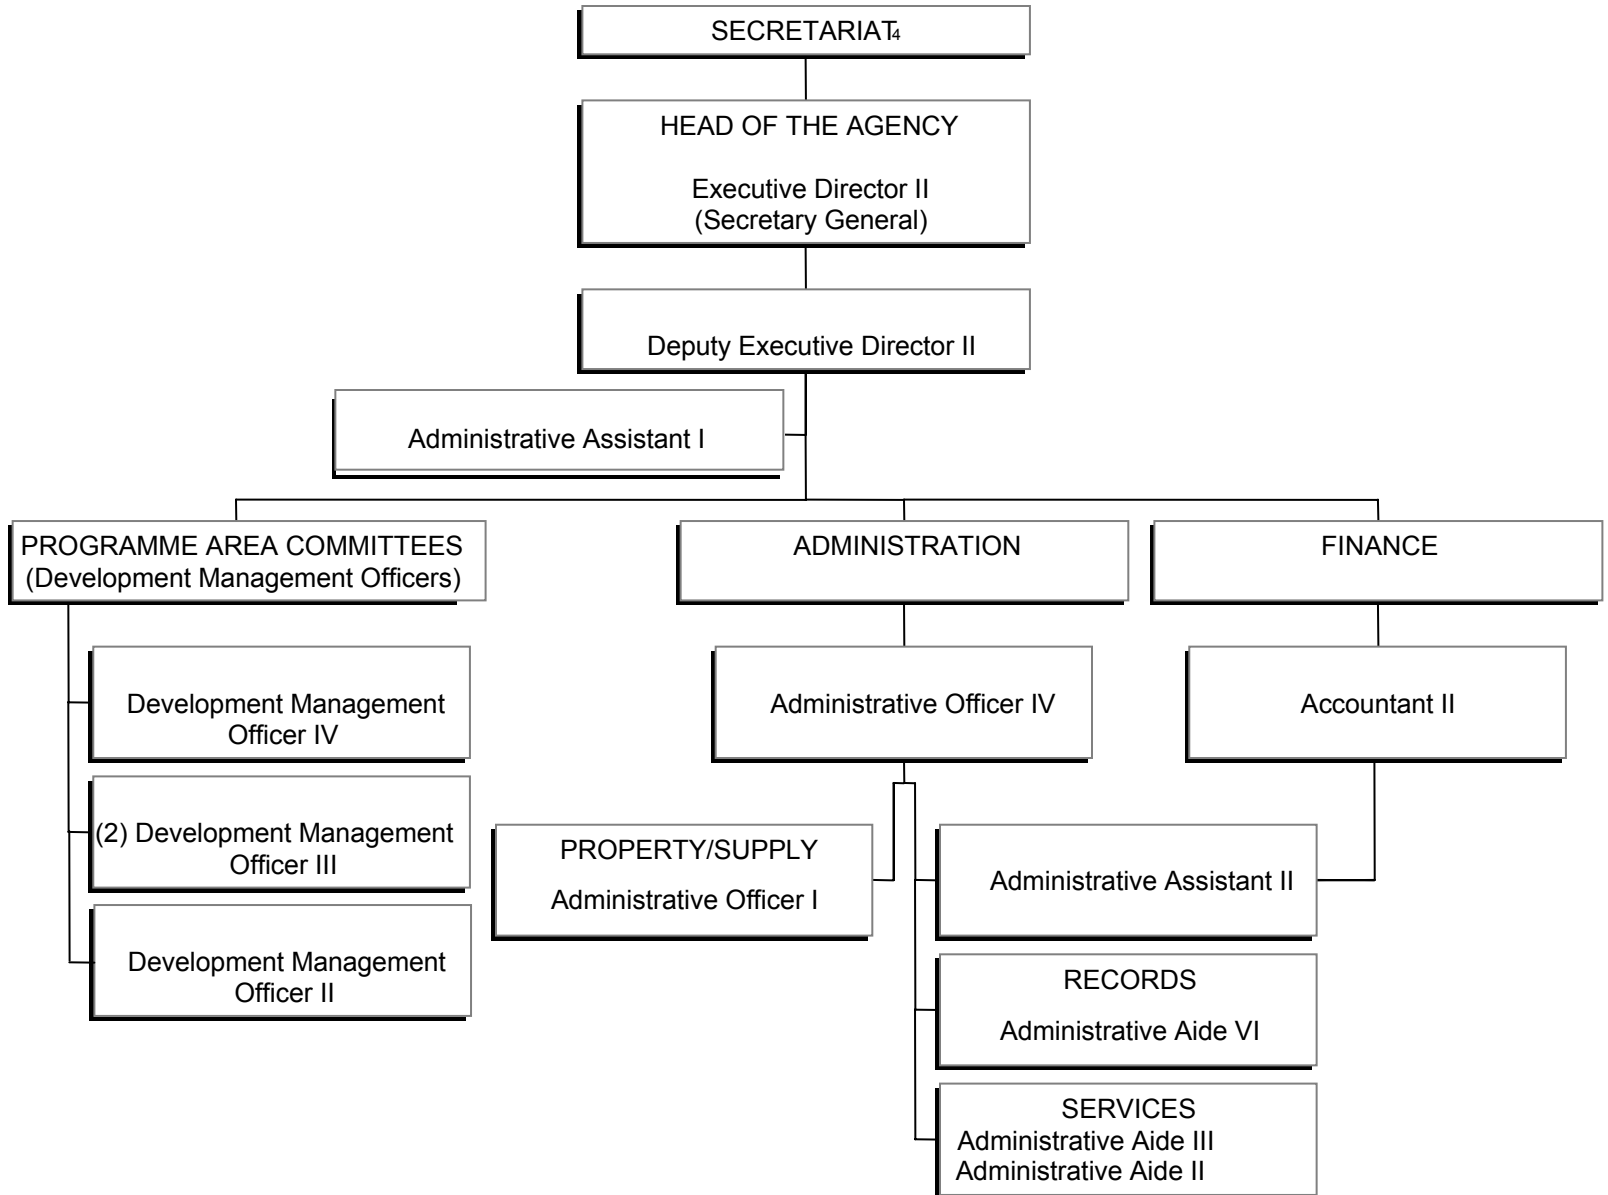 SECRETARIAT4
HEAD OF THE AGENCY
Executive Director II
(Secretary General)
Deputy Executive Director II
Administrative Assistant I
PROGRAMME AREA COMMITTEES
(Development Management Officers)
ADMINISTRATION
FINANCE
Development Management
Officer IV
Administrative Officer IV
Accountant II
(2) Development Management
Officer III
PROPERTY/SUPPLY
Administrative Officer I
Administrative Assistant II
Development Management
Officer II
RECORDS
Administrative Aide VI
SERVICES
Administrative Aide III
Administrative Aide II